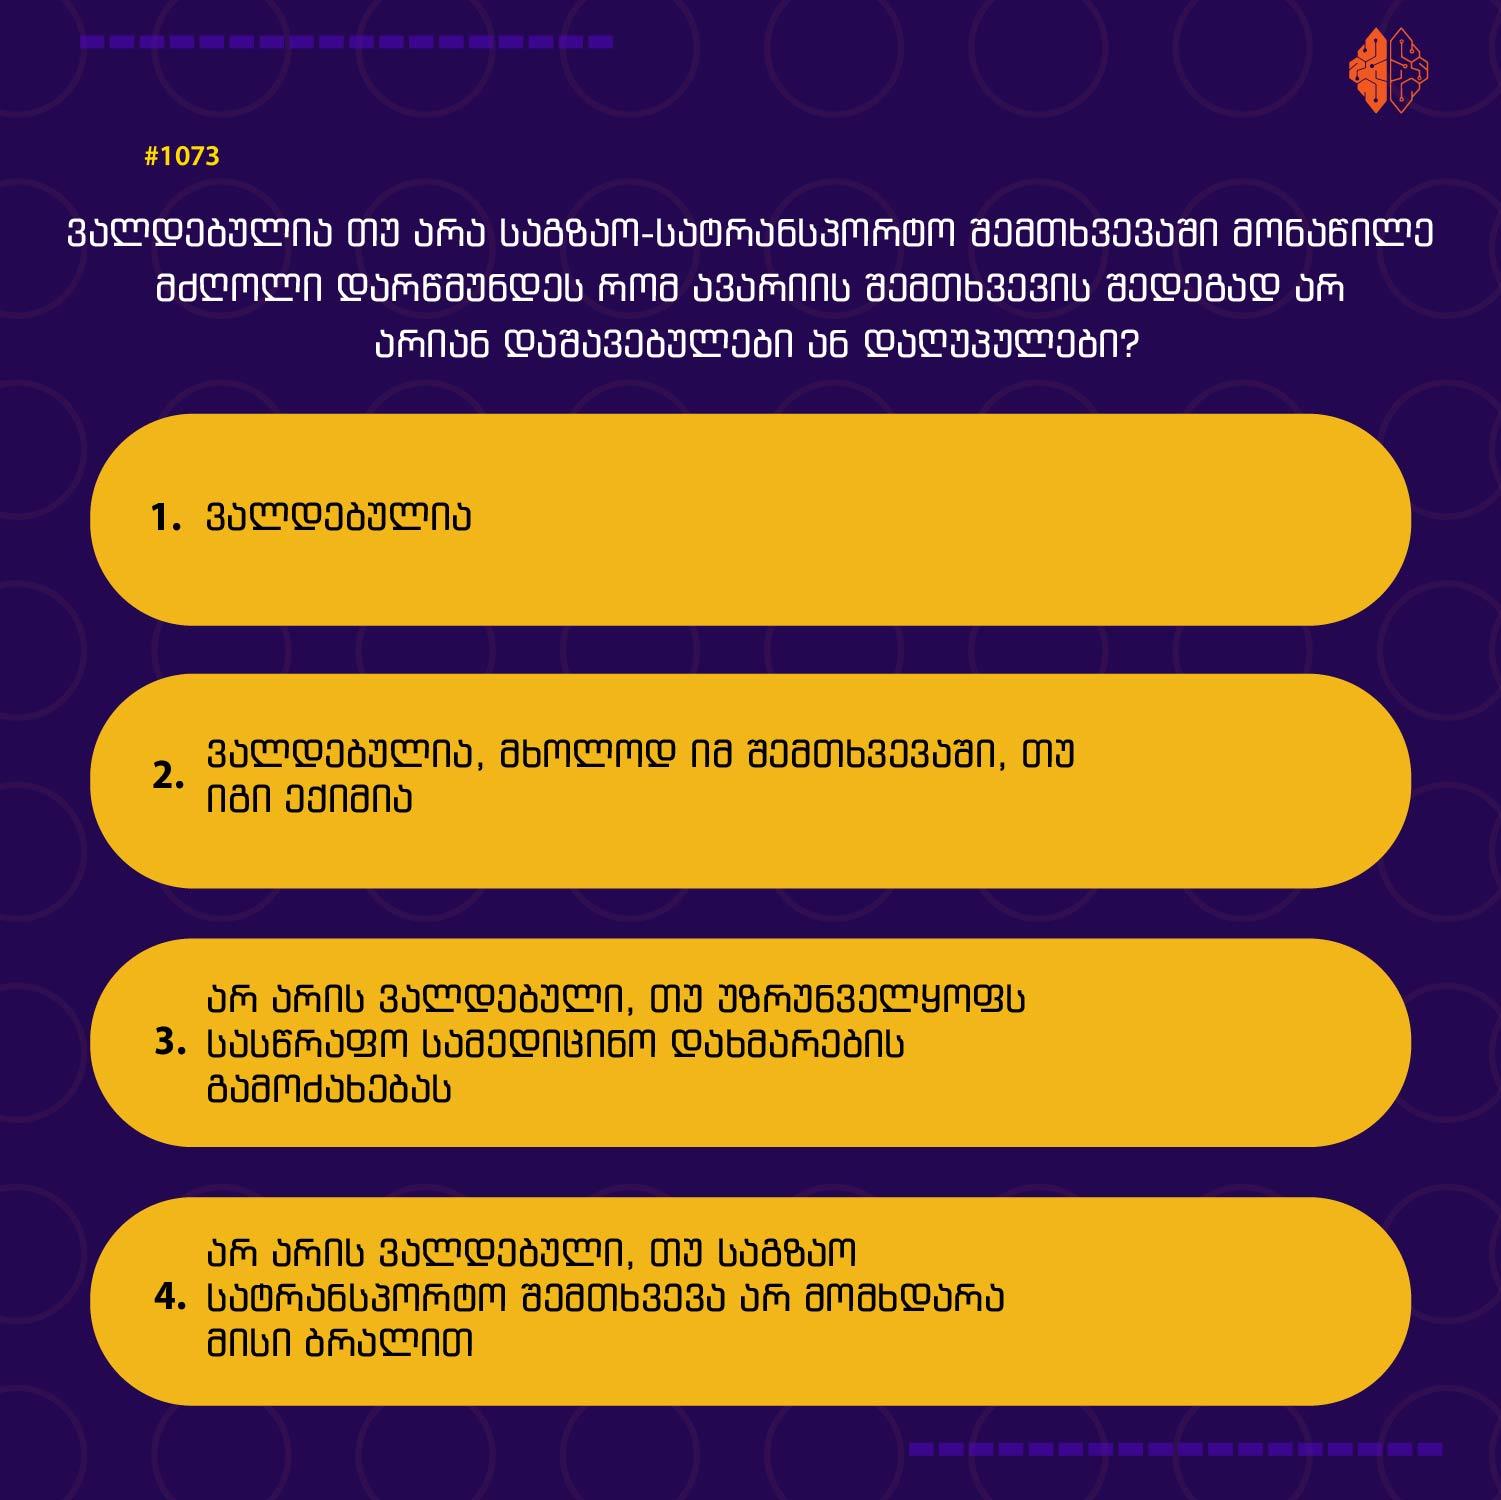 #1073
ვალდებულია თუ არა საგზაო-სატრანსპორტო შემთხვევაში მონაწილე
მძღოლი დარწმუნდეს რომ ავარიის შემთხვევის შედეგად არ
არიან დაშავებულები ან დაღუპულები?
1. ვალდებულია
2. ვალდებულია, მხოლოდ იმ შემთხვევაში, თუ
იგი ექიმია
3. არ არის ვალდებული, თუ უზრუნველყოფს
სასწრაფო სამედიცინო დახმარების
გამოძახებას
4. არ არის ვალდებული, თუ საგზაო
სატრანსპორტო შემთხვევა არ მომხდარა
მისი ბრალით